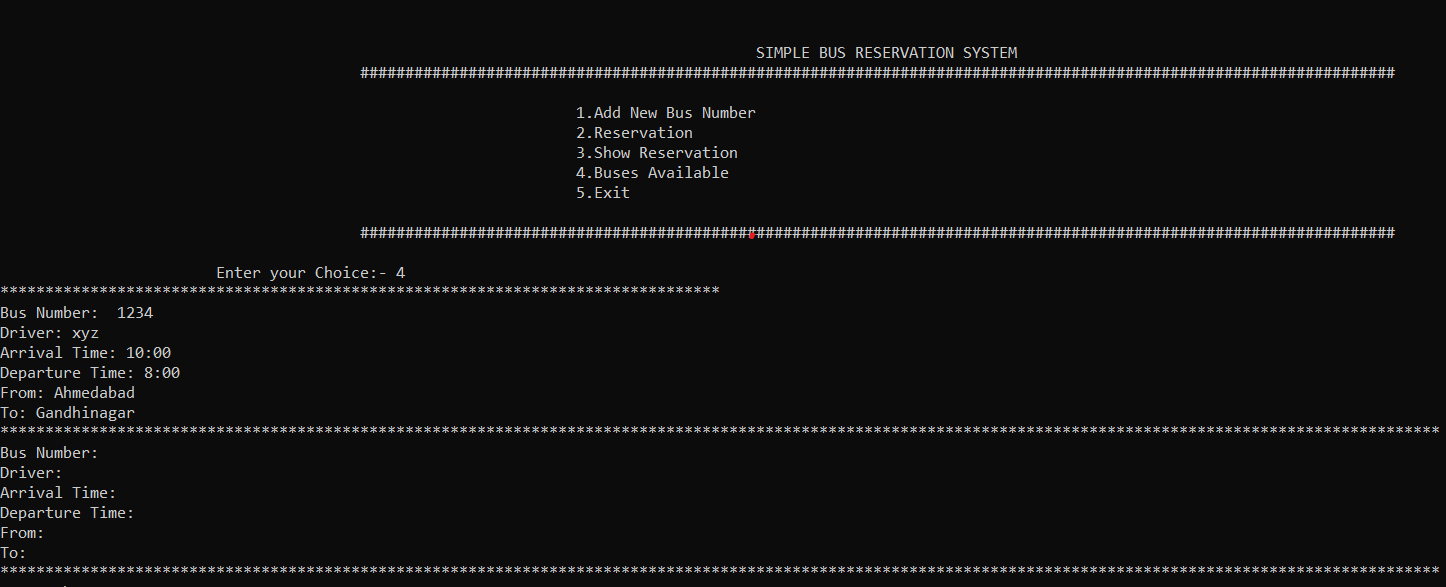 SIMPLE BUS RESERVATION SYSTEM
###################################################################################################################
1.Add New Bus Number
2.Reservation
3.Show Reservation
4.Buses Available
5.Exit
###################################################################################################################
Enter your Choice:- 4
********************************************************************************
Bus Number:  1234
Driver: xyz
Arrival Time: 10:00
Departure Time: 8:00
From: Ahmedabad
To: Gandhinagar
****************************************************************************************************************************************************************
Bus Number:
Driver:
Arrival Time:
Departure Time:
From:
To:
****************************************************************************************************************************************************************